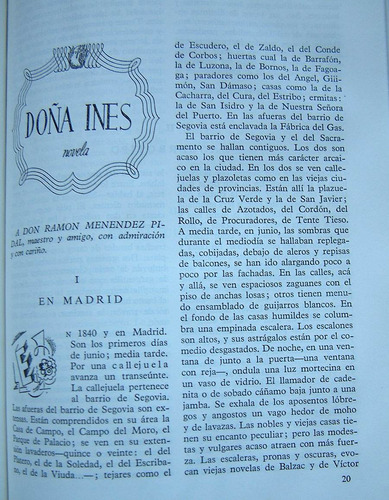 DOÑA INES
novela
A DON RAMON MENENDEZ PI-
DAL, maestro y amigo, con admiración
y con cariño.
I
EN MADRID
EN 1840 y en Madrid.
Son los primeros días
de junio; media tarde.
Por una callejuela
avanza un transeúnte.
La callejuela pertenece
al barrio de Segovia.
Las afueras del barrio de Segovia son ex-
tensas. Están comprendidos en su área la
Casa de Campo, el Campo del Moro, el
Parque de Palacio; se ven en su exten-
sión lavaderos—quince o veinte: el del
el de la Soledad, el del Escriba-
no, el de la Viuda...—; tejares como el
de Escudero, el de Zaldo, el del Conde
de Corbos; huertas cual la de Barrafón,
la de Luzona, la de Bornos, la de Fagoa-
ga; paradores como los del Angel, Gili-
món, San Dámaso; casas como la de la
Cacharra, del Cura, del Estribo; ermitas:
la de San Isidro y la de Nuestra Señora
del Puerto. En las afueras del barrio de
Segovia está enclavada la Fábrica del Gas.
El barrio de Segovia y el del Sacra-
mento se hallan contiguos. Los dos son
acaso los que tienen más carácter arcai-
co en la ciudad. En los dos se ven calle-
juelas y plazoletas como en las viejas ciu-
dades de provincias. Están allí la plazue-
la de la Cruz Verde y la de San Javier;
las calles de Azotados, del Cordón, del
Rollo, de Procuradores, de Tente Tieso.
A media tarde, en junio, las sombras que
durante el mediodía se hallaban replega-
das, cobijadas, debajo de aleros y repisas
de balcones, se han ido alargando poco a
poco por las fachadas. En las calles, acá
y allá, se ven espaciosos zaguanes con el
piso de anchas losas; otros tienen menu-
do ensamblado de guijarros blancos. En
el fondo de las casas humildes se colum-
bra una empinada escalera. Los escalones
son altos, y sus astrágalos están por el co-
medio desgastados. De noche, en una ven-
tana de junto a la puerta—una ventana
con reja—, ondula una luz mortecina en
un vaso de vidrio. El llamador de cade-
nita o de sobado cáñamo baja junto a una
jamba. Se exhala de los aposentos lóbre-
gos y angostos un vago hedor de moho
y de lavazas. Las nobles y viejas casas tie-
nen su encanto peculiar; pero las modes-
tas y vulgares acaso atraen con más fuer-
za. Las escaleras, pronas y oscuras, evo-
can viejas novelas de Balzac y de Víctor
20